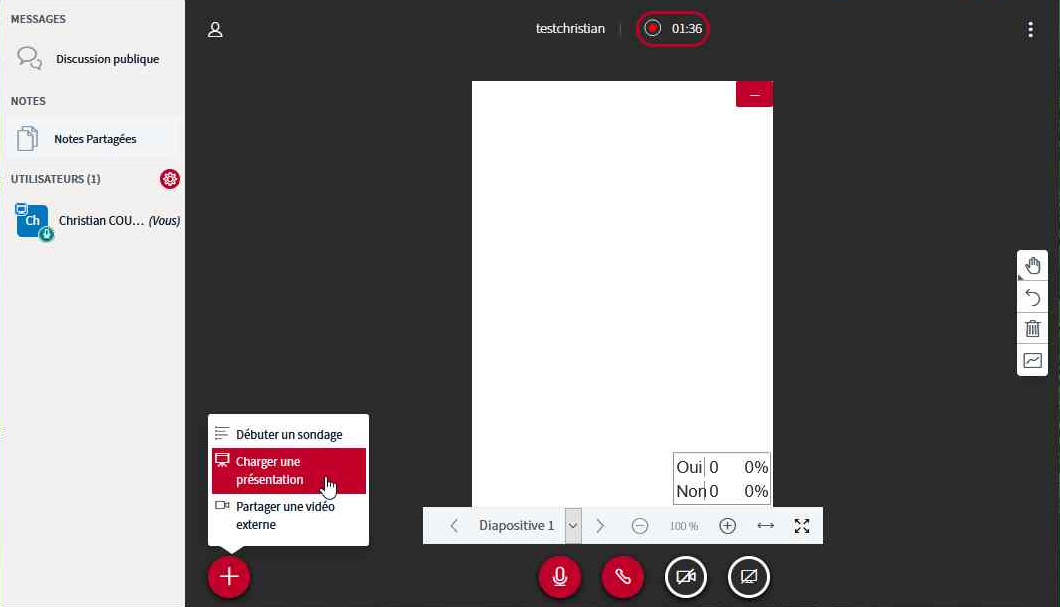 MESSAGES
Discussion publique
NOTES
Notes Partagées
UTILISATEURS (1)
Ch
Christian COU... (Vous)
testchristian
01:36
Oui 0 0%
Non 0 0%
Débuter un sondage
Charger une
présentation
Partager une vidéo
externe
Diapositive 1
100 %